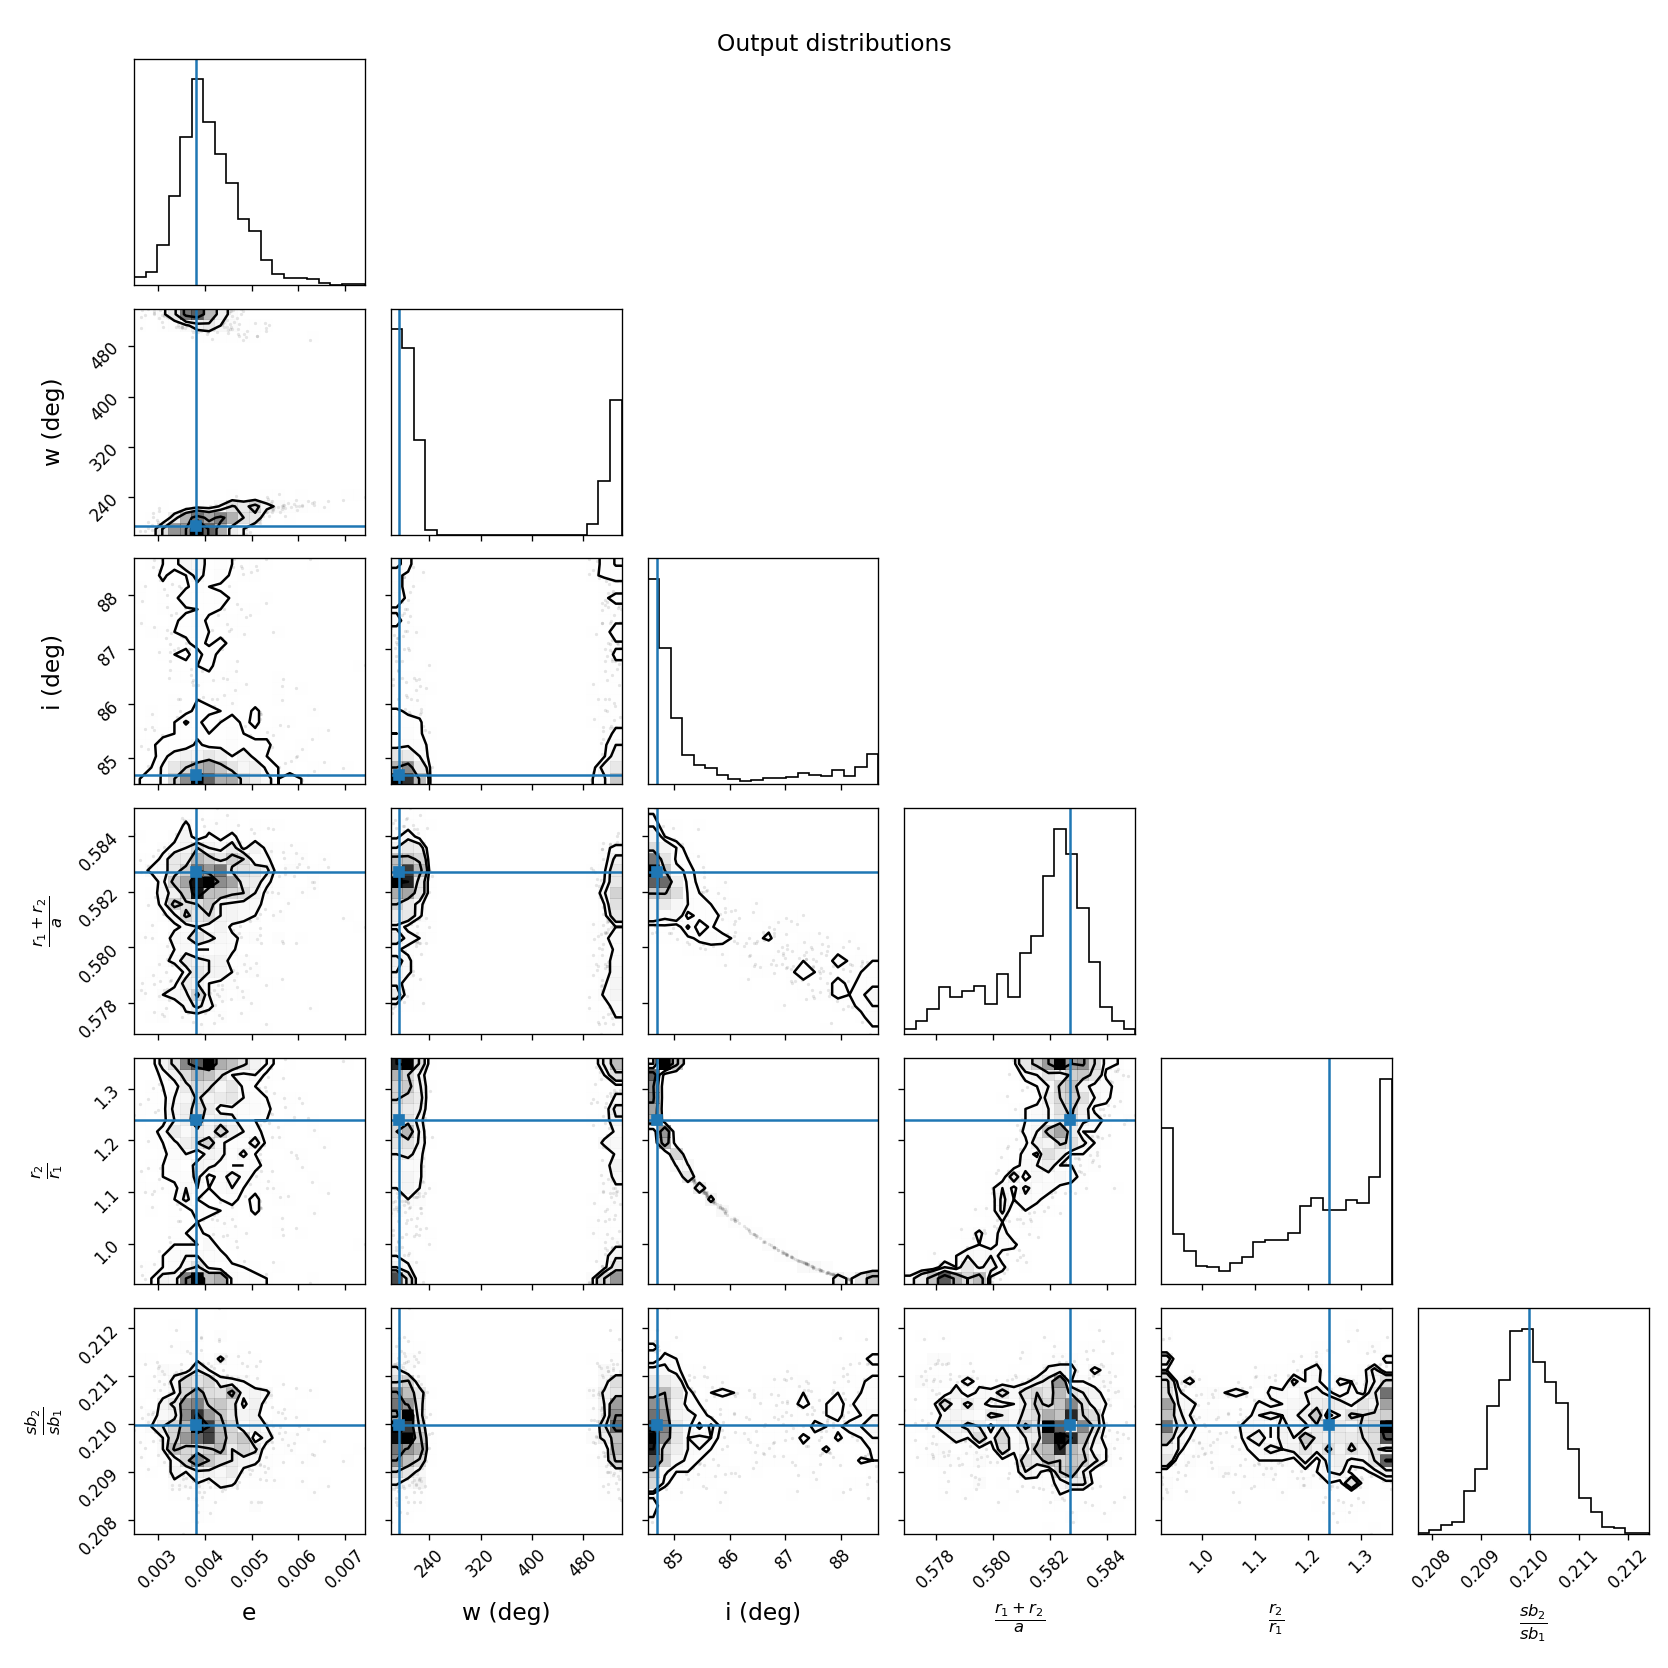 Output distributions
w (deg)
480
400
320
240
i (deg)
88
87
86
85
r₁ + r₂
a
0.584
0.582
0.580
0.578
r₂
r₁
1.3
1.2
1.1
1.0
sb₂
sb₁
0.212
0.211
0.210
0.209
0.208
0.003 0.004 0.005 0.006 0.007 240 320 400 480 85 86 87 88 0.578 0.580 0.582 0.584 1.0 1.1 1.2 1.3 0.208 0.209 0.210 0.211 0.212
e w (deg) i (deg) r₁ + r₂ r₂ sb₂
a r₁ sb₁